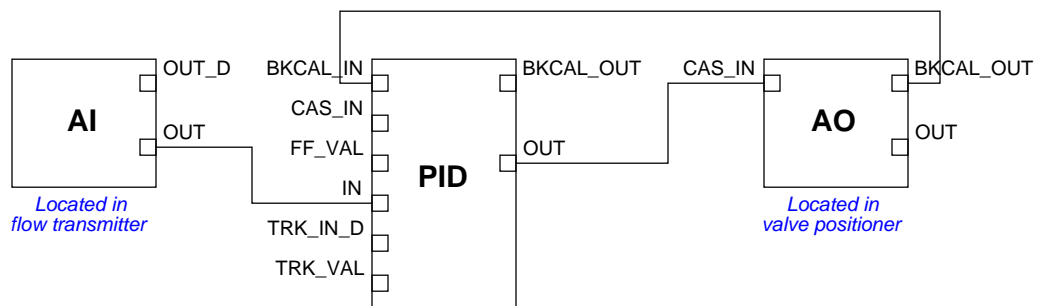 AI
OUT_D
OUT
Located in
flow transmitter
BKCAL_IN
CAS_IN
FF_VAL
IN
TRK_IN_D
TRK_VAL
PID
BKCAL_OUT
OUT
CAS_IN
AO
BKCAL_OUT
OUT
Located in
valve positioner